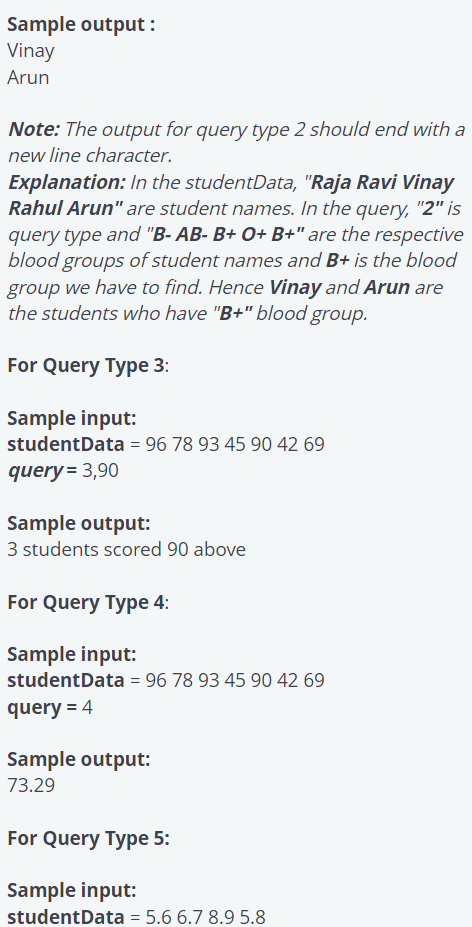 Sample output :
Vinay
Arun
Note: The output for query type 2 should end with a
new line character.
Explanation: In the studentData, "Raja Ravi Vinay
Rahul Arun" are student names. In the query, "2" is
query type and "B- AB- B+ O+ B+" are the respective
blood groups of student names and B+ is the blood
group we have to find. Hence Vinay and Arun are
the students who have "B+" blood group.
For Query Type 3:
Sample input:
studentData = 96 78 93 45 90 42 69
query = 3,90
Sample output:
3 students scored 90 above
For Query Type 4:
Sample input:
studentData = 96 78 93 45 90 42 69
query = 4
Sample output:
73.29
For Query Type 5:
Sample input:
studentData = 5.6 6.7 8.9 5.8